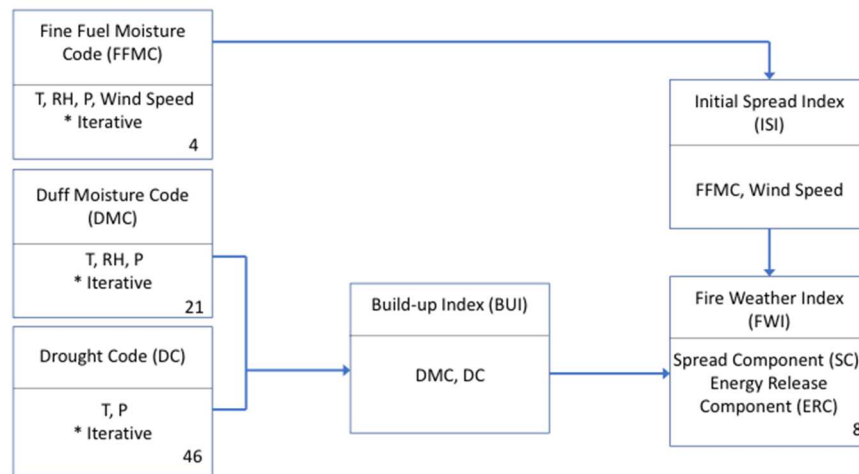 Fine Fuel Moisture
Code (FFMC)
T, RH, P, Wind Speed
* Iterative
4
Duff Moisture Code
(DMC)
T, RH, P
* Iterative
21
Drought Code (DC)
T, P
* Iterative
46
Build-up Index (BUI)
DMC, DC
Initial Spread Index
(ISI)
FFMC, Wind Speed
Fire Weather Index
(FWI)
Spread Component (SC)
Energy Release
Component (ERC)
8